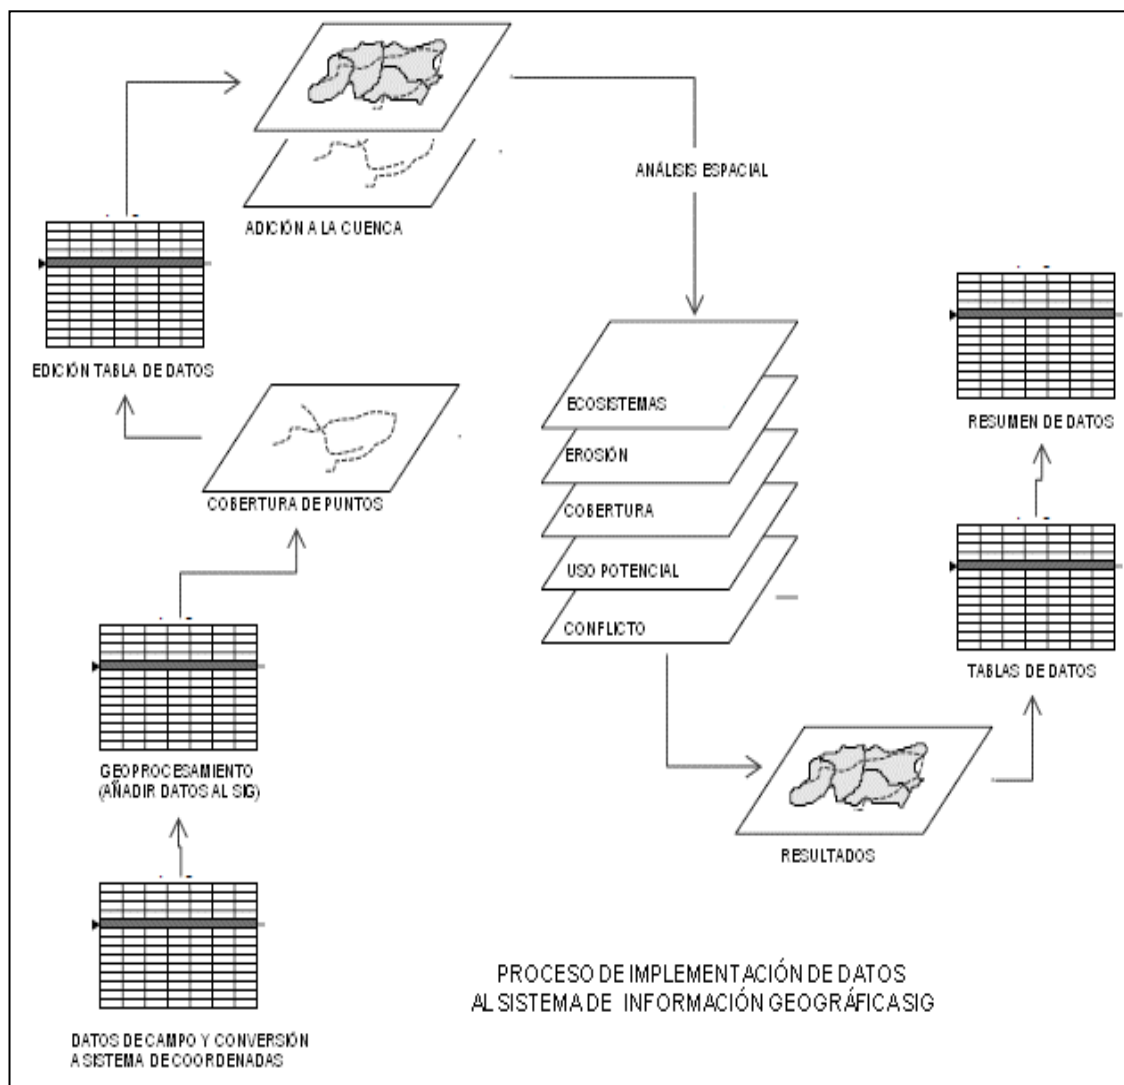 ADICIÓN A LA CUENCA
ANÁLISIS ESPACIAL
EDICIÓN TABLA DE DATOS
COBERTURA DE PUNTOS
GEOPROCESAMIENTO
(AÑADIR DATOS AL SIG)
DATOS DE CAMPO Y CONVERSIÓN
A SISTEMA DE COORDENADAS
ECOSISTEMAS
EROSIÓN
COBERTURA
USO POTENCIAL
CONFLICTO
RESULTADOS
TABLAS DE DATOS
RESUMEN DE DATOS
PROCESO DE IMPLEMENTACIÓN DE DATOS
AL SISTEMA DE INFORMACIÓN GEOGRÁFICA SIG